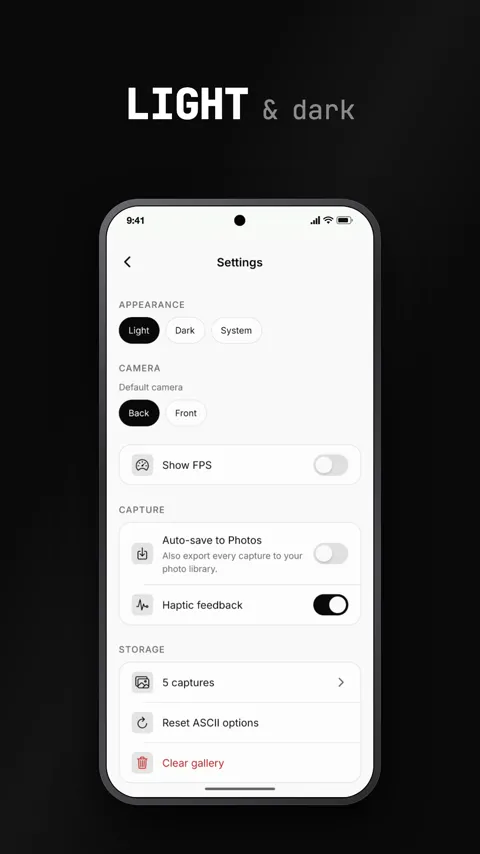 LIGHT & dark
9:41
Settings
APPEARANCE
Light Dark System
CAMERA
Default camera
Back Front
Show FPS
CAPTURE
Auto-save to Photos
Also export every capture to your
photo library.
Haptic feedback
STORAGE
5 captures
Reset ASCII options
Clear gallery